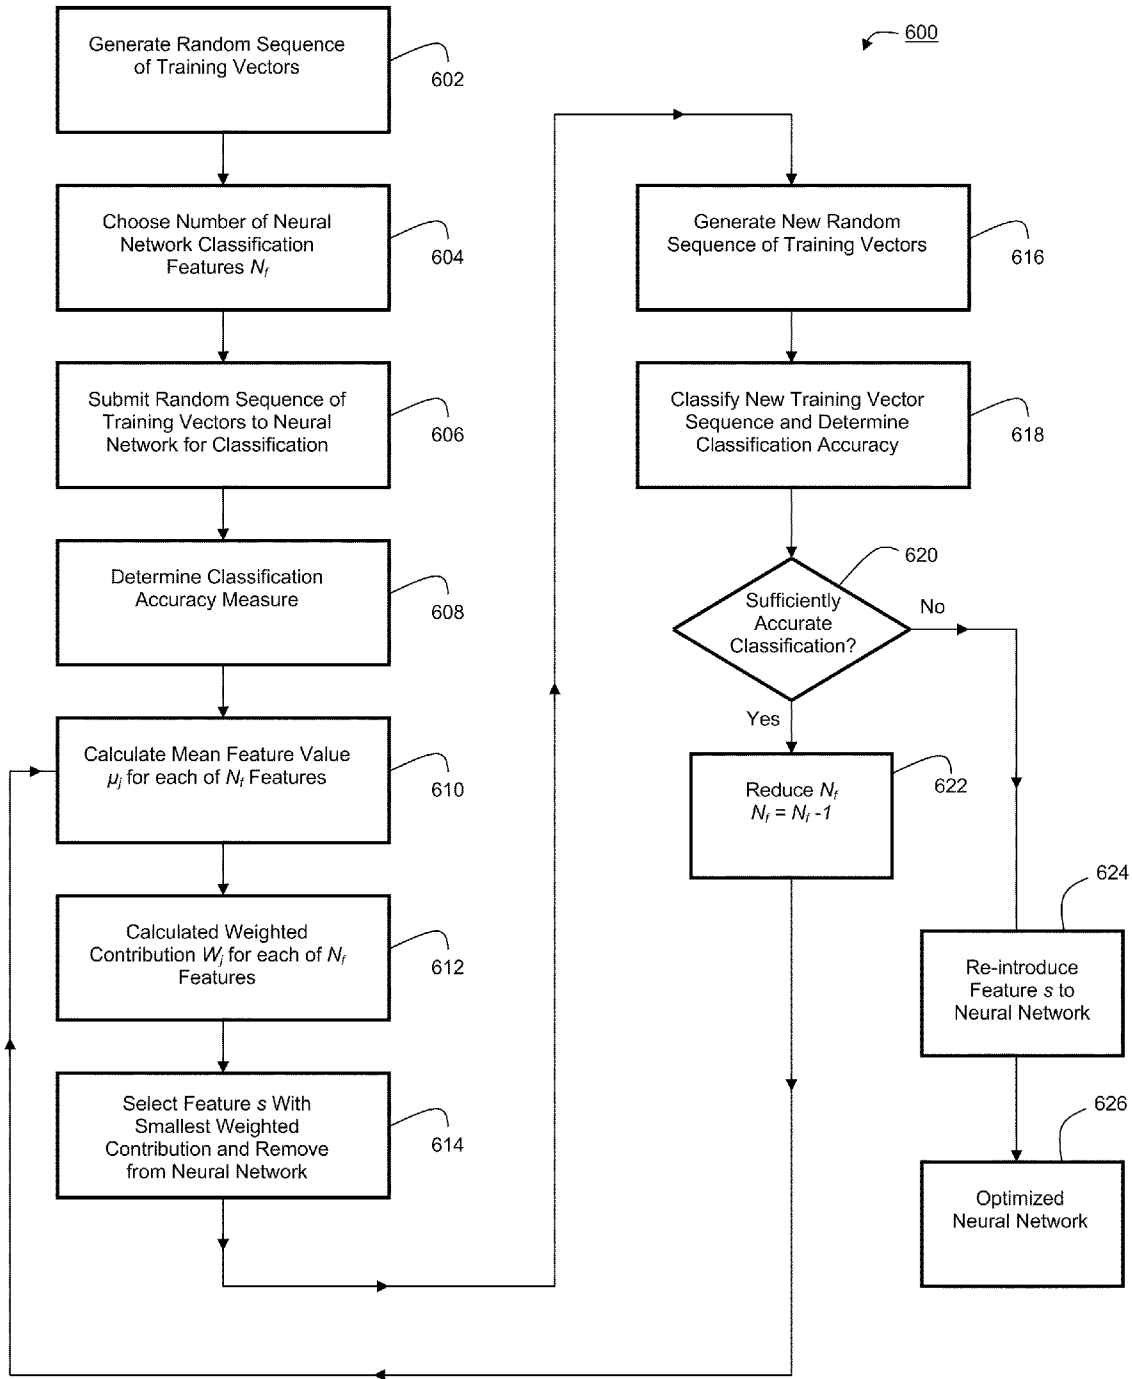 600
Generate Random Sequence
of Training Vectors
602
Choose Number of Neural
Network Classification
Features Nf
604
Submit Random Sequence of
Training Vectors to Neural
Network for Classification
606
Determine Classification
Accuracy Measure
608
Calculate Mean Feature Value
μj for each of Nf Features
610
Calculated Weighted
Contribution Wj for each of Nf
Features
612
Select Feature s With
Smallest Weighted
Contribution and Remove
from Neural Network
614
Generate New Random
Sequence of Training Vectors
616
Classify New Training Vector
Sequence and Determine
Classification Accuracy
618
Sufficiently
Accurate
Classification?
620
No
Yes
Reduce Nf
Nf = Nf -1
622
Re-introduce
Feature s to
Neural Network
624
Optimized
Neural Network
626